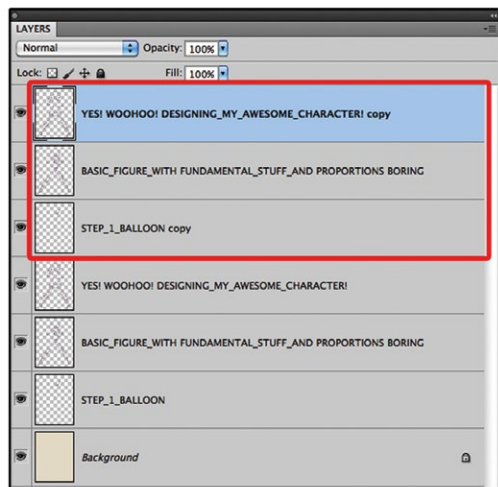 LAYERS
Normal Opacity: 100%
Lock: Fill: 100%
YES! WOOHOO! DESIGNING_MY_AWESOME_CHARACTER! copy
BASIC_FIGURE_WITH FUNDAMENTAL_STUFF_AND PROPORTIONS BORING
STEP_1_BALLOON copy
YES! WOOHOO! DESIGNING_MY_AWESOME_CHARACTER!
BASIC_FIGURE_WITH FUNDAMENTAL_STUFF_AND PROPORTIONS BORING
STEP_1_BALLOON
Background